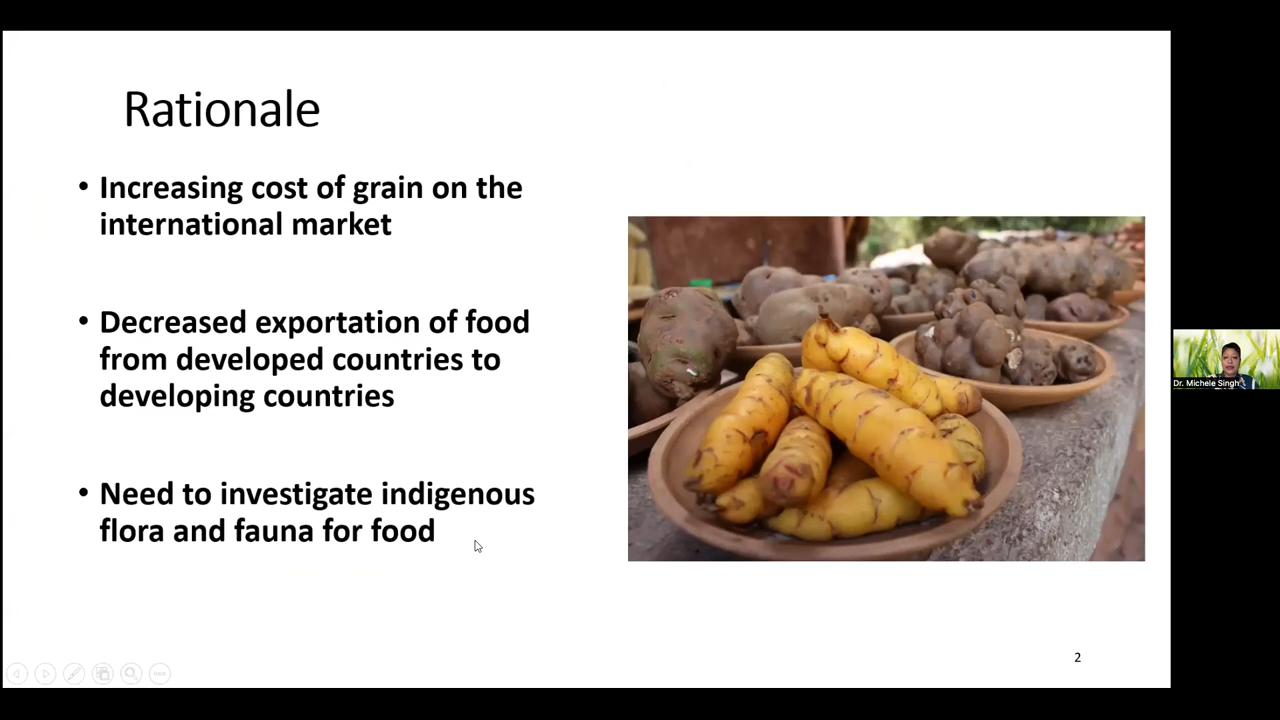 Rationale
• Increasing cost of grain on the
international market
• Decreased exportation of food
from developed countries to
developing countries
• Need to investigate indigenous
flora and fauna for food
Dr. Michele Singh
2